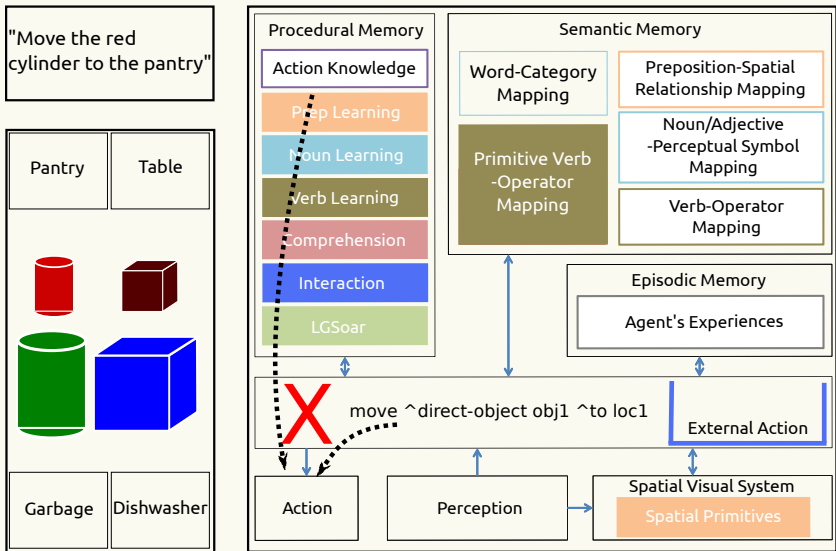 "Move the red
cylinder to the pantry"
Pantry
Table
Garbage
Dishwasher
Procedural Memory
Action Knowledge
Prep Learning
Noun Learning
Verb Learning
Comprehension
Interaction
LGSoar
Semantic Memory
Word-Category
Mapping
Primitive Verb
-Operator
Mapping
Preposition-Spatial
Relationship Mapping
Noun/Adjective
-Perceptual Symbol
Mapping
Verb-Operator
Mapping
Episodic Memory
Agent's Experiences
X
move ^direct-object obj1 ^to loc1
External Action
Action
Perception
Spatial Visual System
Spatial Primitives